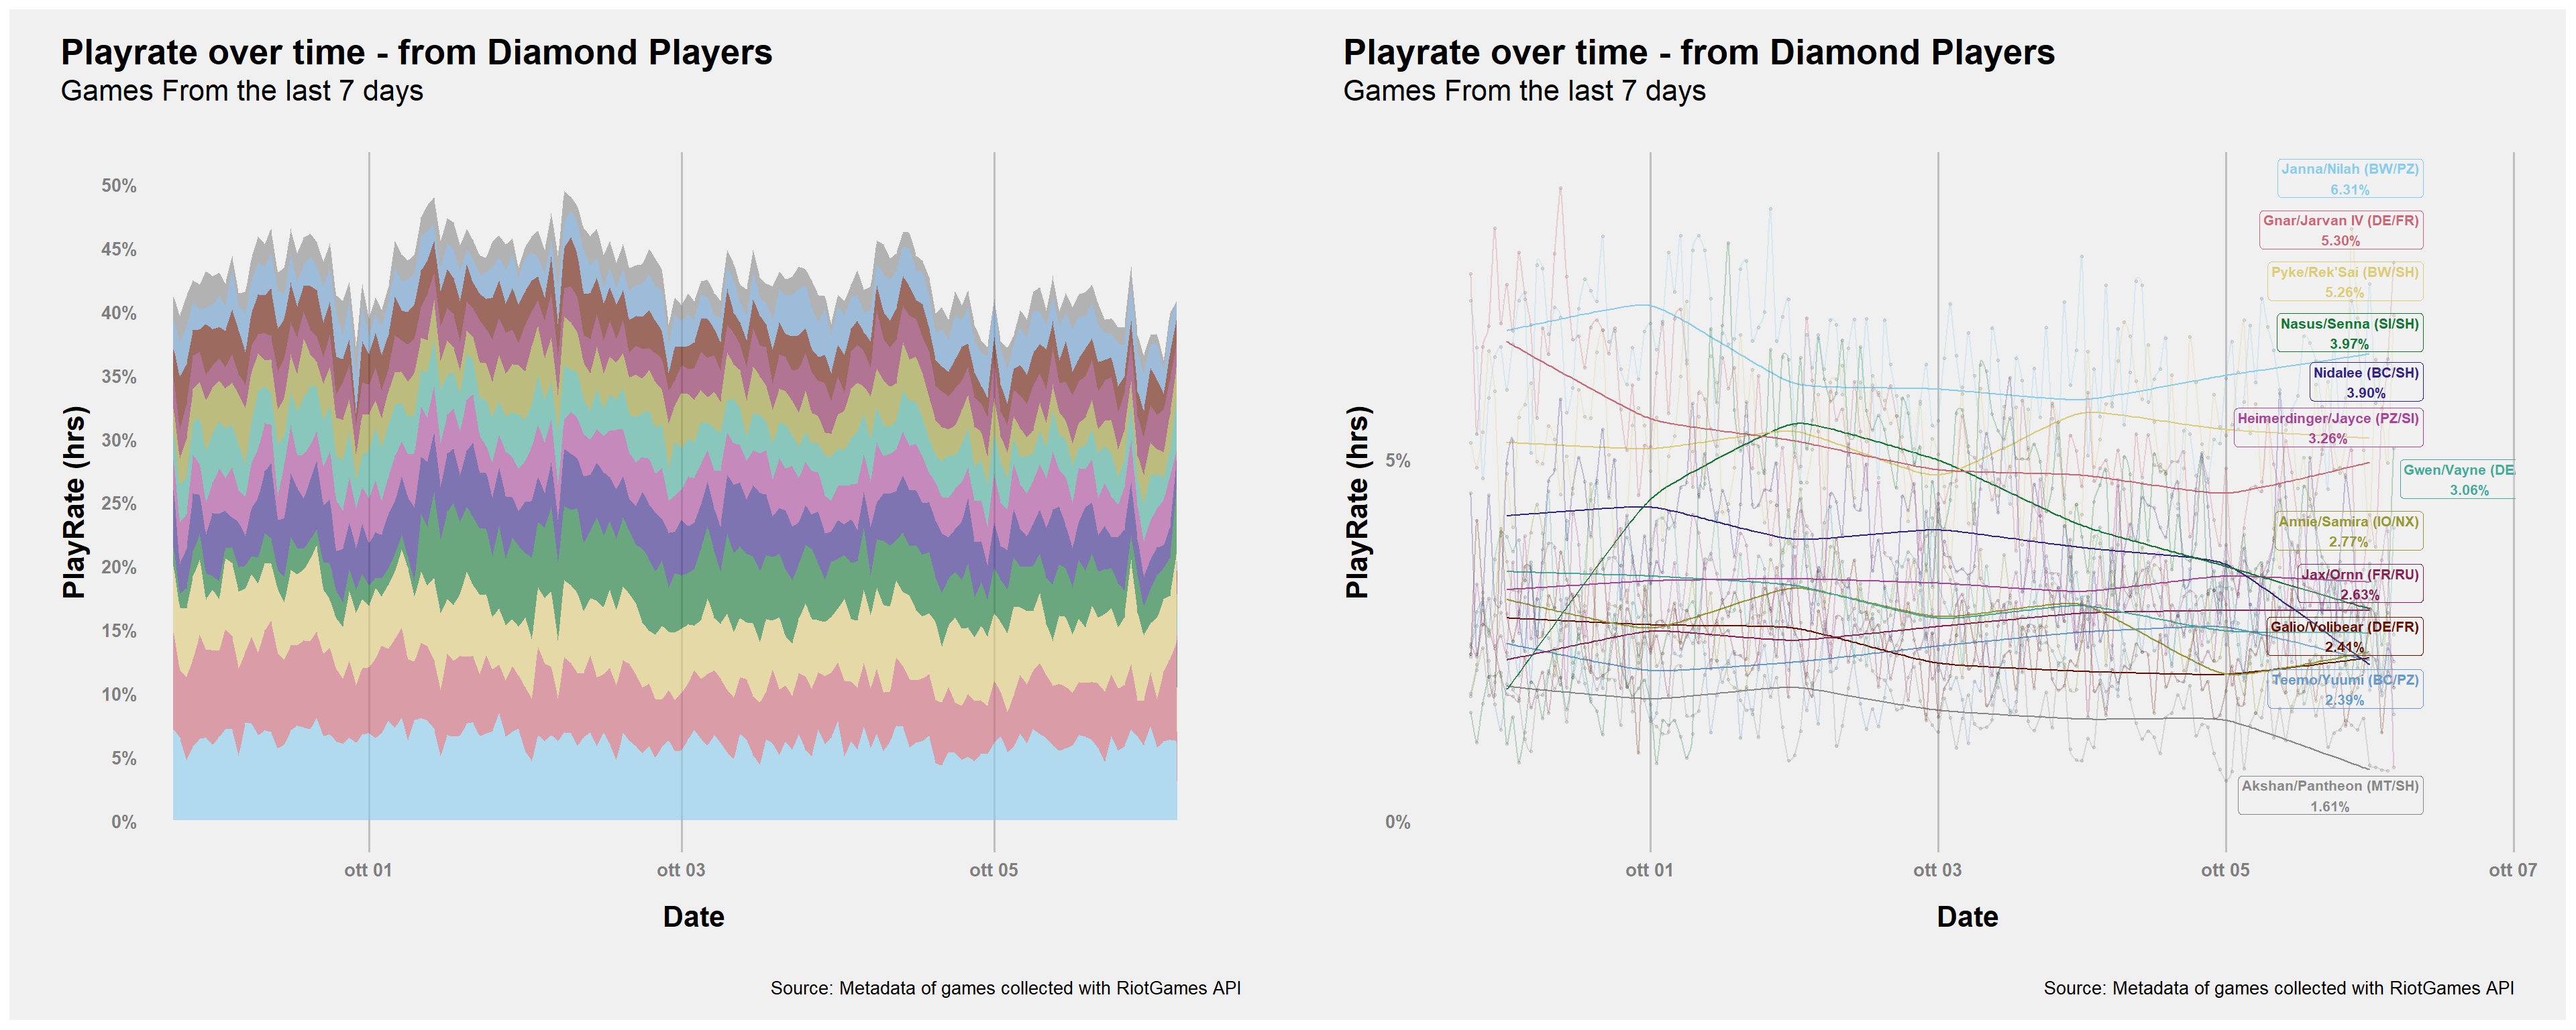 Playrate over time - from Diamond Players
Games From the last 7 days
PlayRate (hrs)
50%
45%
40%
35%
30%
25%
20%
15%
10%
5%
0%
ott 01
ott 03
ott 05
Date
Source: Metadata of games collected with RiotGames API
Playrate over time - from Diamond Players
Games From the last 7 days
PlayRate (hrs)
5%
0%
Janna/Nilah (BW/PZ)
6.31%
Gnar/Jarvan IV (DE/FR)
5.30%
Pyke/Rek'Sai (BW/SH)
5.26%
Nasus/Senna (SI/SH)
3.97%
Nidalee (BC/SH)
3.90%
Heimerdinger/Jayce (PZ/SI)
3.26%
Gwen/Vayne (DE
3.06%
Annie/Samira (IO/NX)
2.77%
Jax/Ornn (FR/RU)
2.63%
Galio/Volibear (DE/FR)
2.41%
Teemo/Yuumi (BC/PZ)
2.39%
Akshan/Pantheon (MT/SH)
1.61%
ott 01
ott 03
ott 05
ott 07
Date
Source: Metadata of games collected with RiotGames API